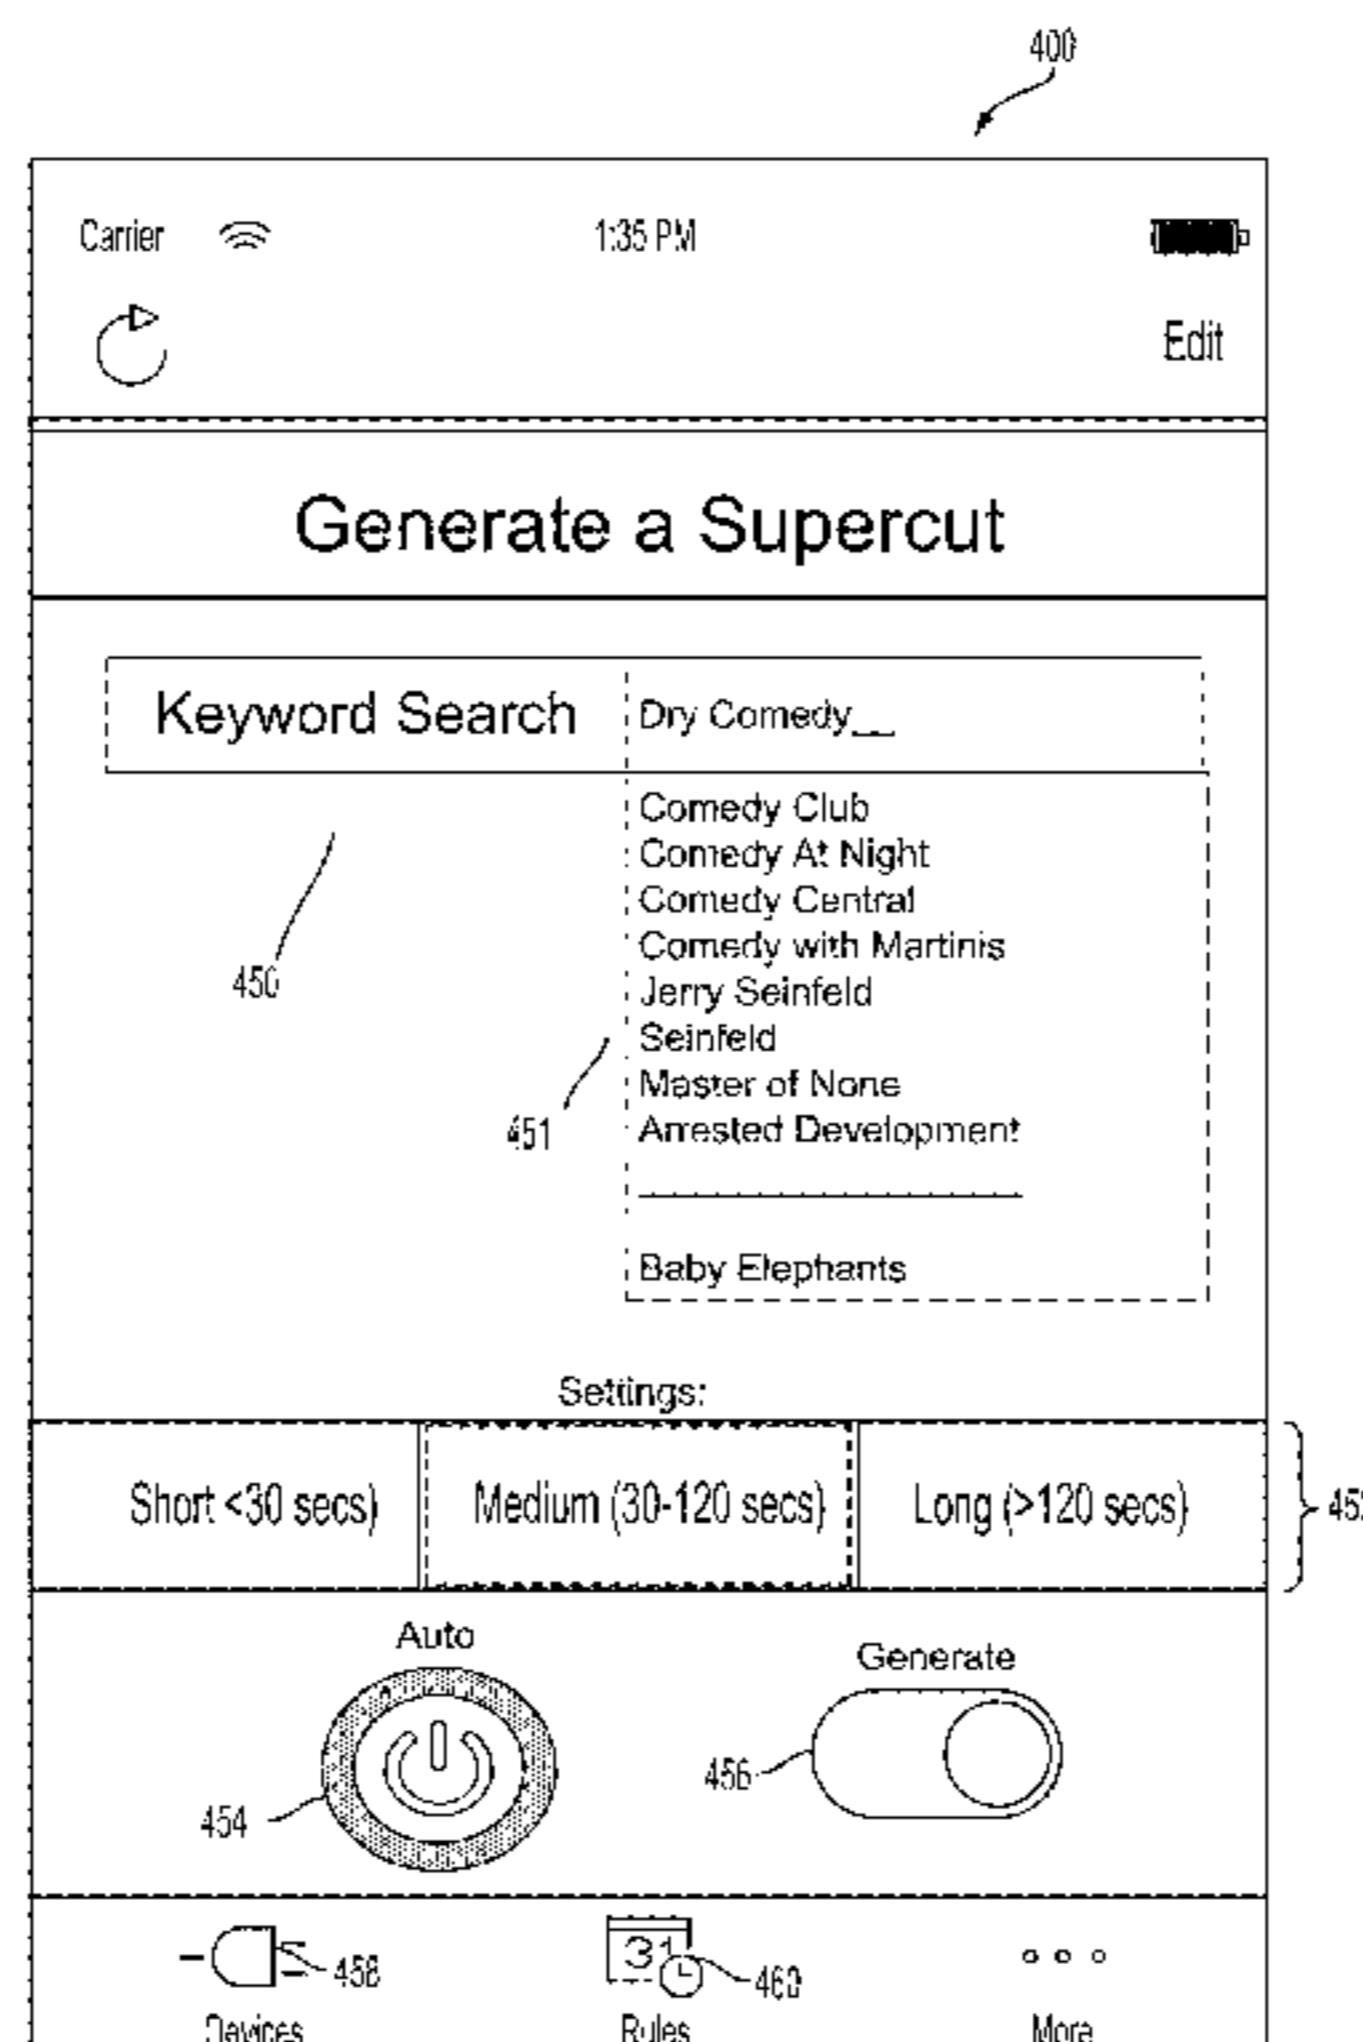 400
Carrier 1:35 PM
Edit
Generate a Supercut
Keyword Search Dry Comedy__
Comedy Club
Comedy At Night
Comedy Central
Comedy with Martinis
Jerry Seinfeld
Seinfeld
Master of None
Arrested Development
Baby Elephants
450
451
Settings:
Short <30 secs) Medium (30-120 secs) Long (>120 secs)
Auto
Generate
454
456
31
458
460
Devices Rules More